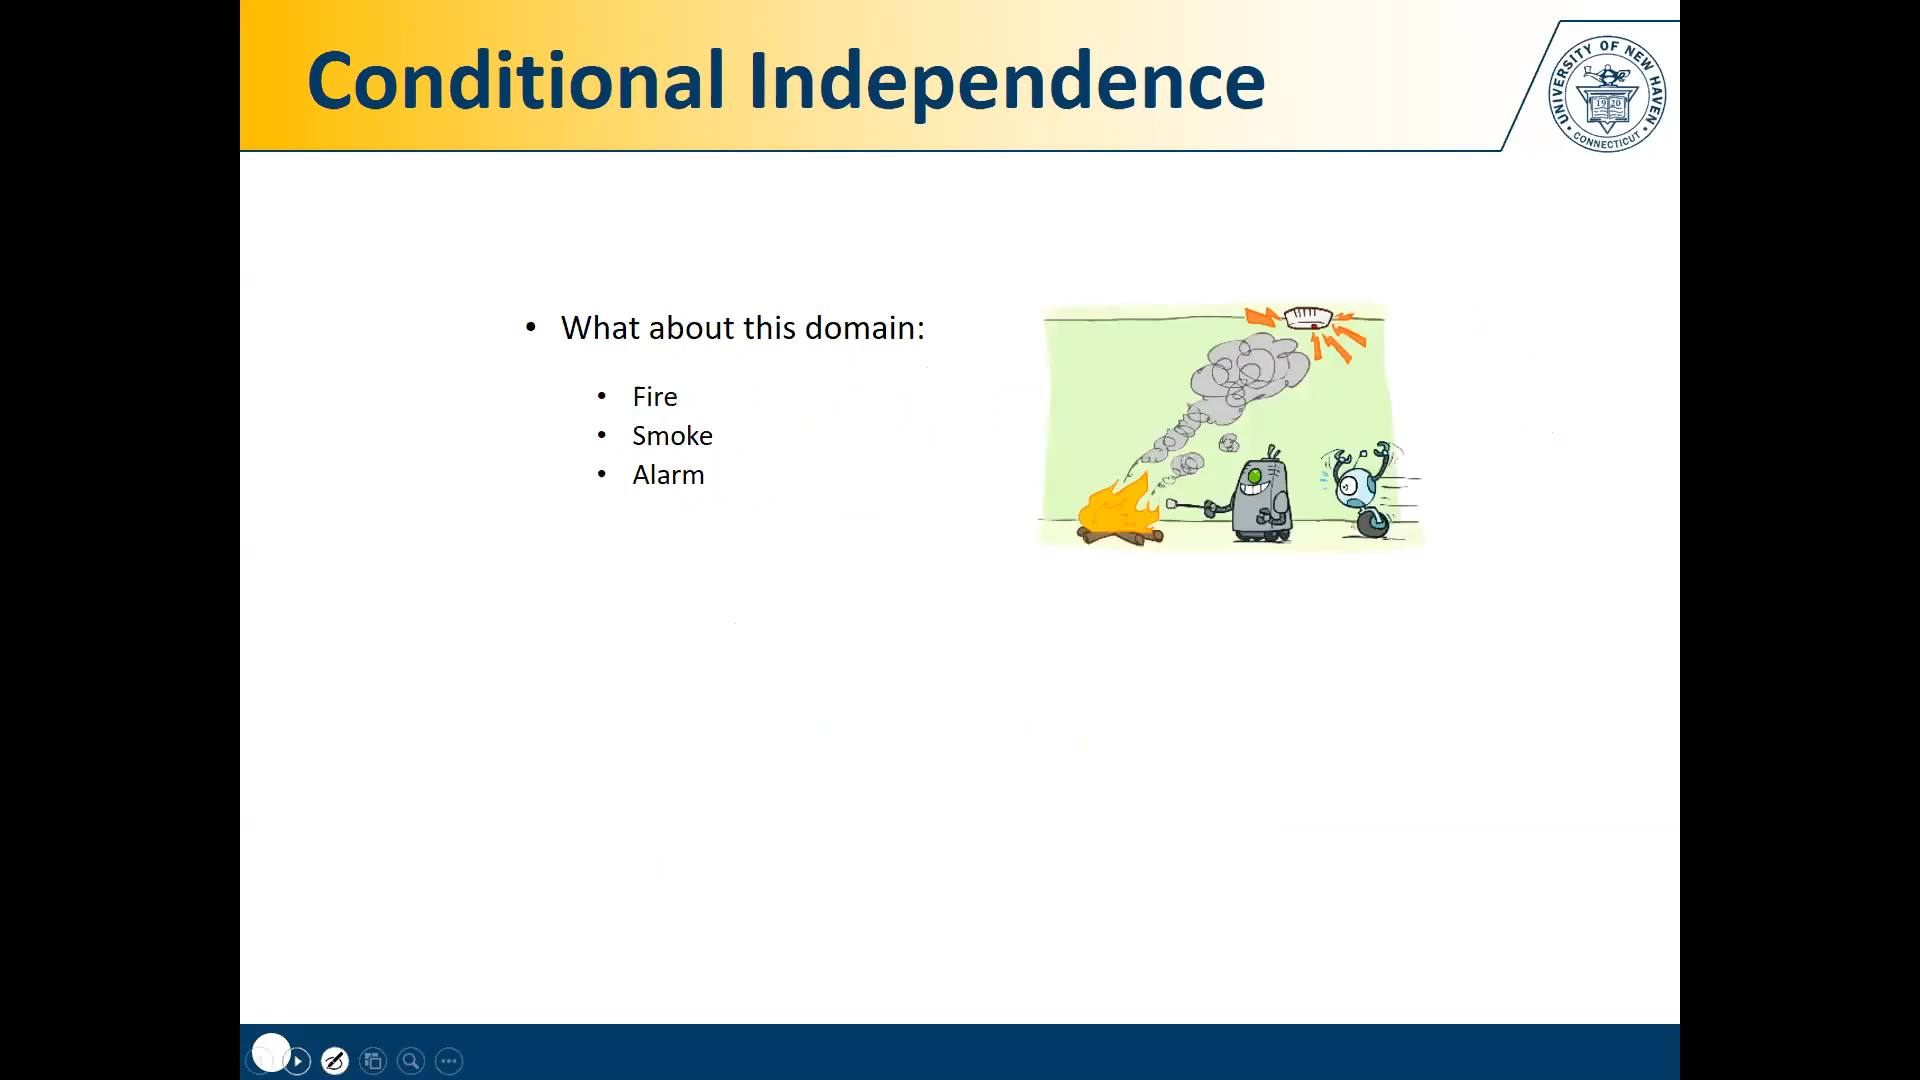 Conditional Independence
UNIVERSITY OF NEW HAVEN
1920
CONNECTICUT
• What about this domain:
• Fire
• Smoke
• Alarm